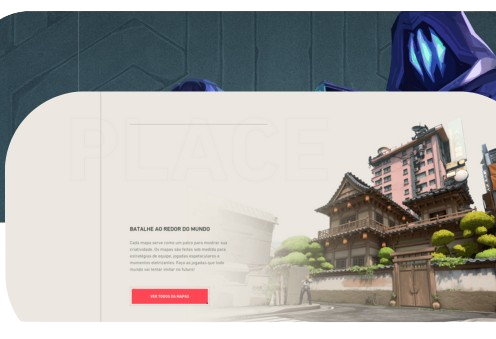 PLACE
BATALHE AO REDOR DO MUNDO
Cada mapa serve como um palco para mostrar sua
criatividade. Os mapas são feitos sob medida para
estratégias de equipe, jogadas espetaculares e
momentos eletrizantes. Faça as jogadas que todo
mundo vai tentar imitar no futuro!
VER TODOS OS MAPAS